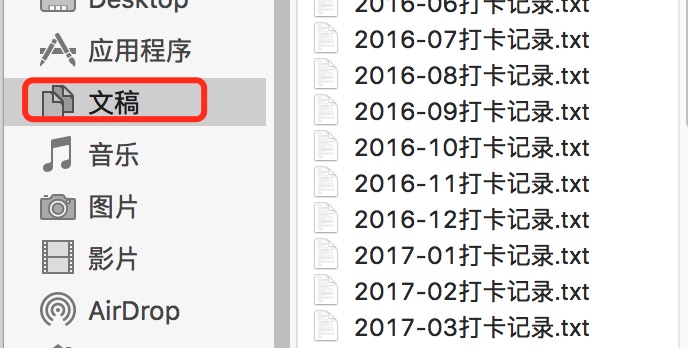 Desktop
应用程序
文稿
音乐
图片
影片
AirDrop
2016-06打卡记录.txt
2016-07打卡记录.txt
2016-08打卡记录.txt
2016-09打卡记录.txt
2016-10打卡记录.txt
2016-11打卡记录.txt
2016-12打卡记录.txt
2017-01打卡记录.txt
2017-02打卡记录.txt
2017-03打卡记录.txt